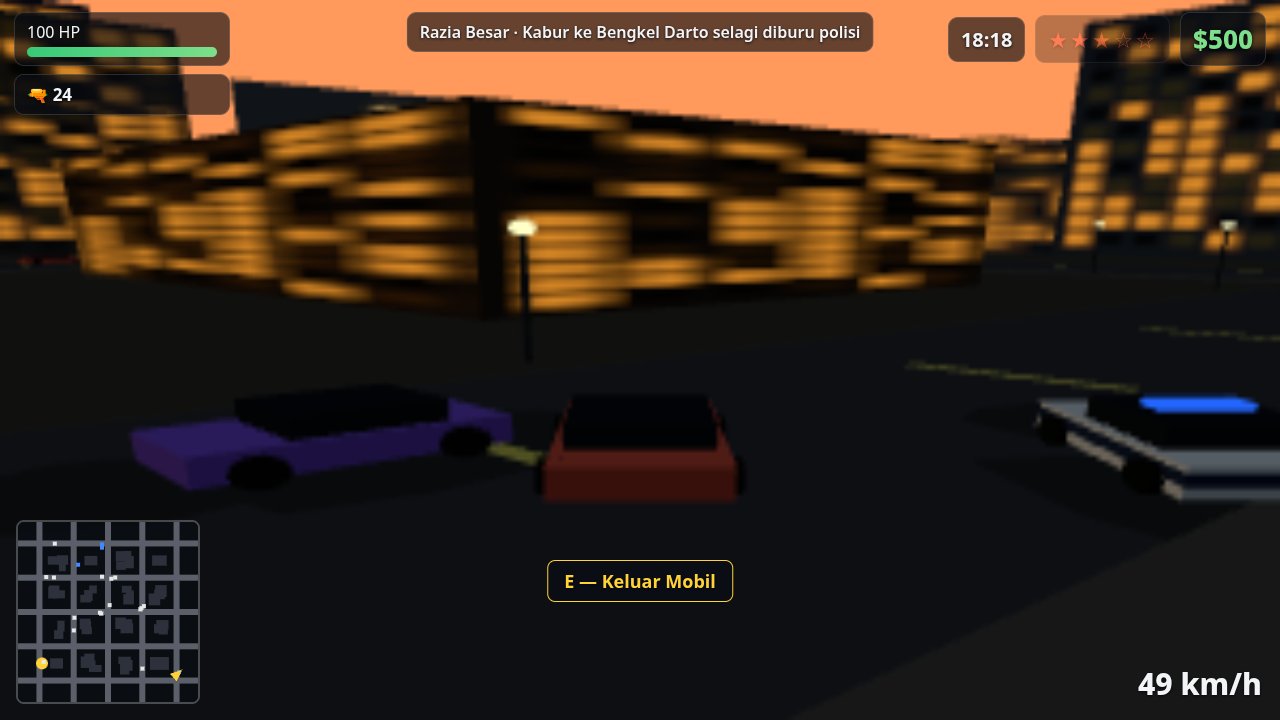 100 HP
24
Razia Besar · Kabur ke Bengkel Darto selagi diburu polisi
18:18
★★★☆☆
$500
E — Keluar Mobil
49 km/h